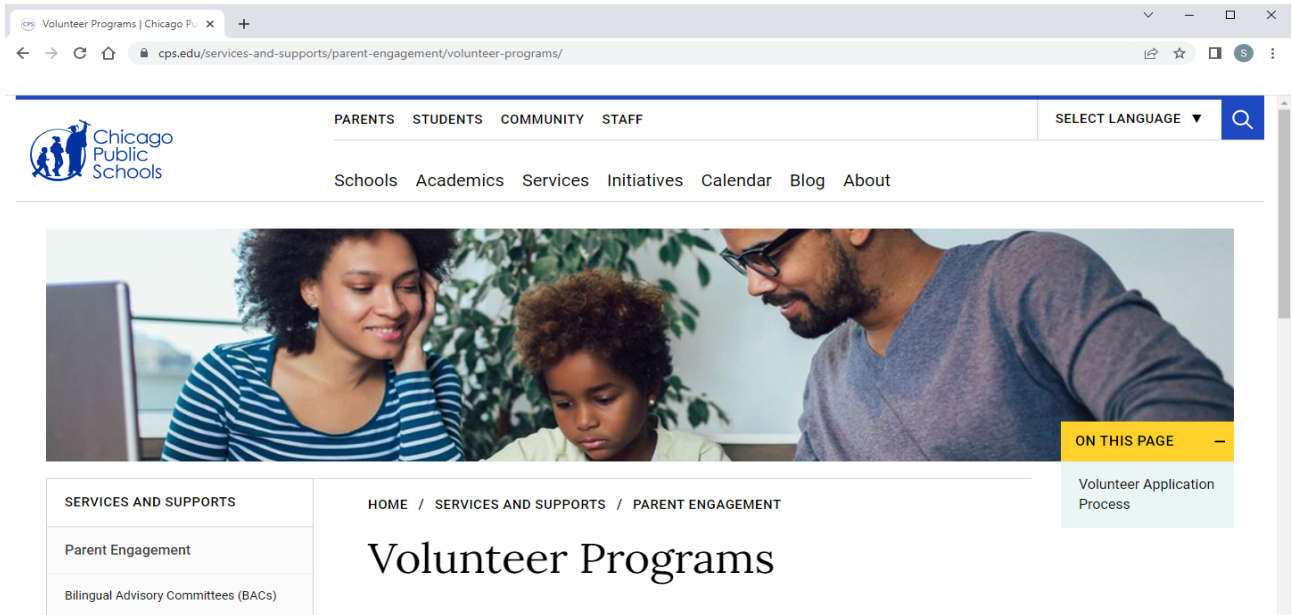 CPS Volunteer Programs | Chicago Pu
cps.edu/services-and-supports/parent-engagement/volunteer-programs/
S
Chicago
Public
Schools
PARENTS STUDENTS COMMUNITY STAFF
SELECT LANGUAGE ▼
Schools Academics Services Initiatives Calendar Blog About
ON THIS PAGE –
Volunteer Application
Process
SERVICES AND SUPPORTS
Parent Engagement
Bilingual Advisory Committees (BACs)
HOME / SERVICES AND SUPPORTS / PARENT ENGAGEMENT
Volunteer Programs